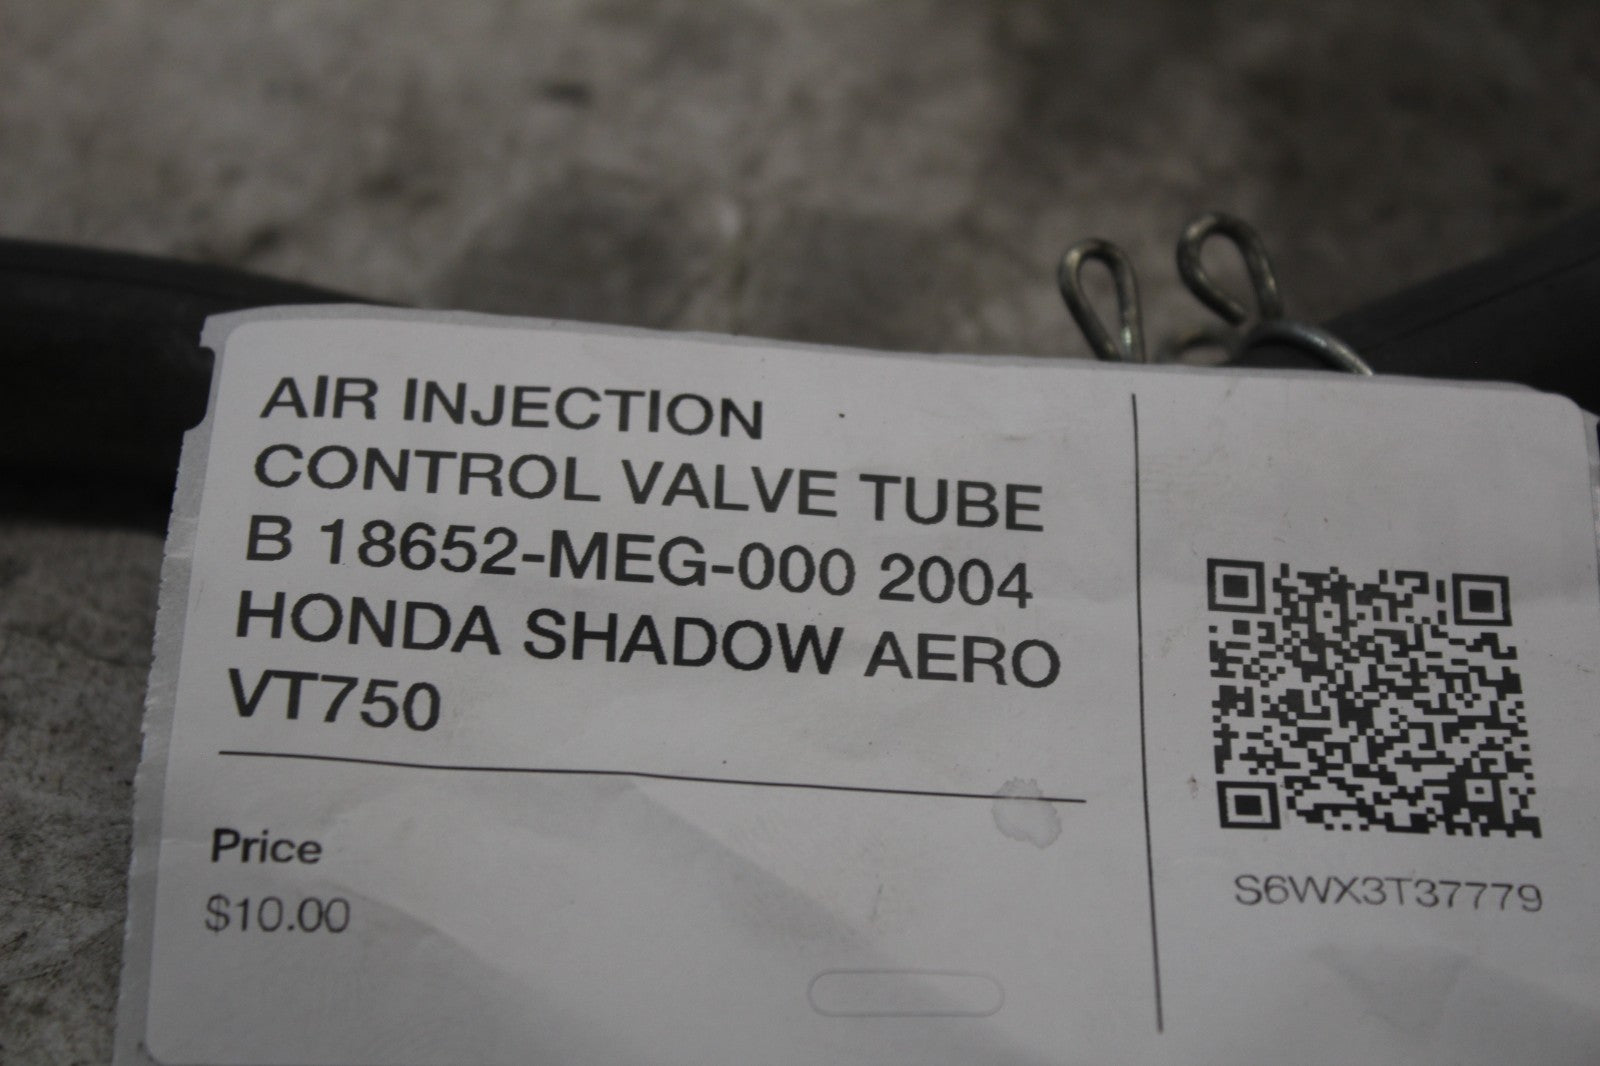 AIR INJECTION
CONTROL VALVE TUBE
B 18652-MEG-000 2004
HONDA SHADOW AERO
VT750
Price
$10.00
S6WX3T37779